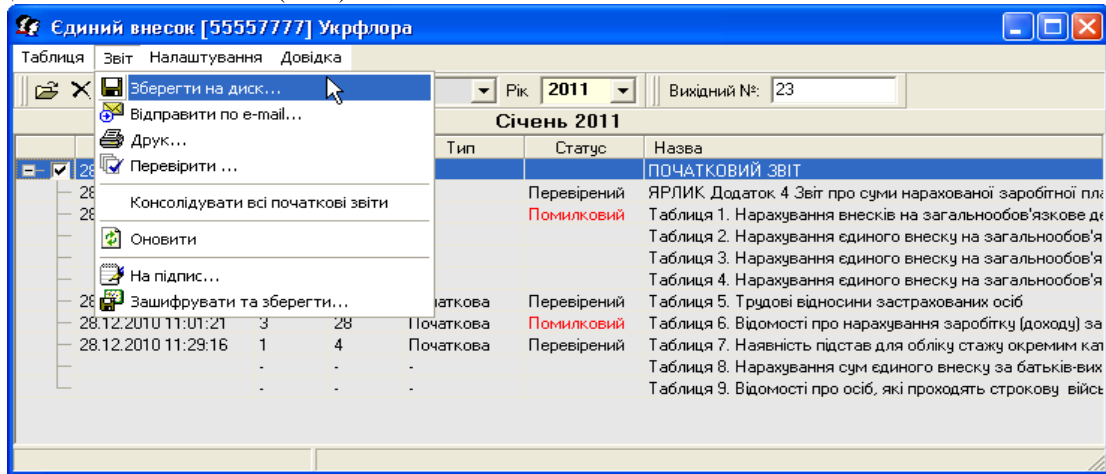 Єдиний внесок [55557777] Укрфлора
Таблиця Звіт Налаштування Довідка
Рік 2011 Вихідний №: 23
Зберегти на диск...
Відправити по e-mail...
Друк...
Перевірити ...
Консолідувати всі початкові звіти
Оновити
На підпис...
Зашифрувати та зберегти...
Січень 2011
Тип Статус Назва
28 ПОЧАТКОВИЙ ЗВІТ
28 Перевірений ЯРЛИК Додаток 4 Звіт про суми нарахованої заробітної пла
28 Помилковий Таблиця 1. Нарахування внесків на загальнообов'язкове де
Таблиця 2. Нарахування єдиного внеску на загальнообов'я
Таблиця 3. Нарахування єдиного внеску на загальнообов'я
Таблиця 4. Нарахування єдиного внеску на загальнообов'я
28 аткова Перевірений Таблиця 5. Трудові відносини застрахованих осіб
28.12.2010 11:01:21 3 28 Початкова Помилковий Таблиця 6. Відомості про нарахування заробітку (доходу) за
28.12.2010 11:29:16 1 4 Початкова Перевірений Таблиця 7. Наявність підстав для обліку стажу окремим кат
- - - Таблиця 8. Нарахування сум єдиного внеску за батьків-вих
- - - Таблиця 9. Відомості про осіб, які проходять строкову війсь